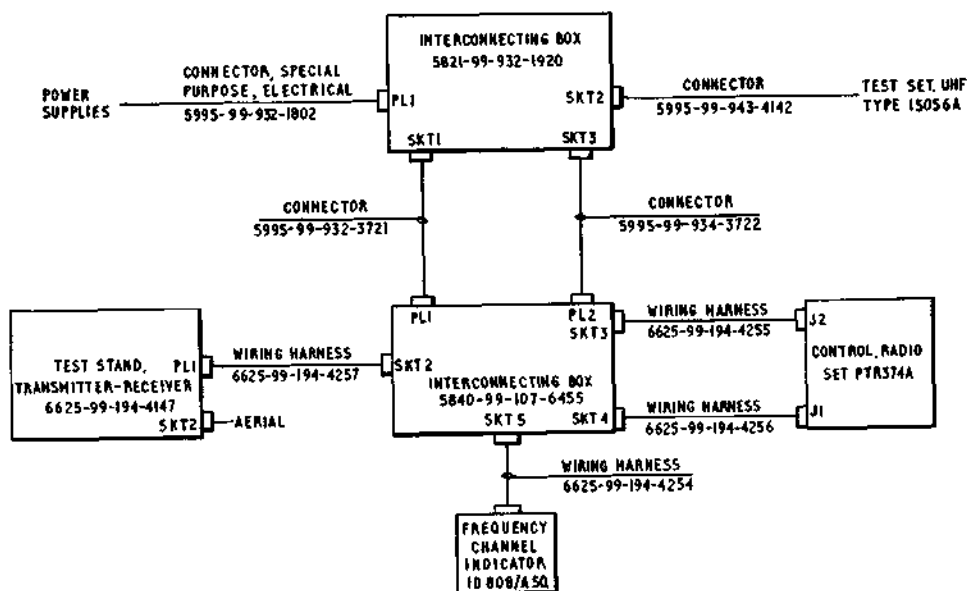 INTERCONNECTING BOX
5821-99-932-1920
PL1
SKT2
SKT1
SKT3
POWER
SUPPLIES
CONNECTOR, SPECIAL
PURPOSE, ELECTRICAL
5995-99-932-1802
CONNECTOR
5995-99-943-4142
TEST SET, UHF
TYPE 15056A
CONNECTOR
5995-99-932-3721
CONNECTOR
5995-99-934-3722
TEST STAND,
TRANSMITTER-RECEIVER
6625-99-194-4147
PL1
SKT2
AERIAL
WIRING HARNESS
6625-99-194-4257
PL1
PL2
SKT3
SKT2
INTERCONNECTING BOX
5840-99-107-6455
SKT5
SKT4
WIRING HARNESS
6625-99-194-4255
WIRING HARNESS
6625-99-194-4256
J2
CONTROL, RADIO
SET PTR374A
J1
WIRING HARNESS
6625-99-194-4254
FREQUENCY
CHANNEL
INDICATOR
ID 808/ASQ